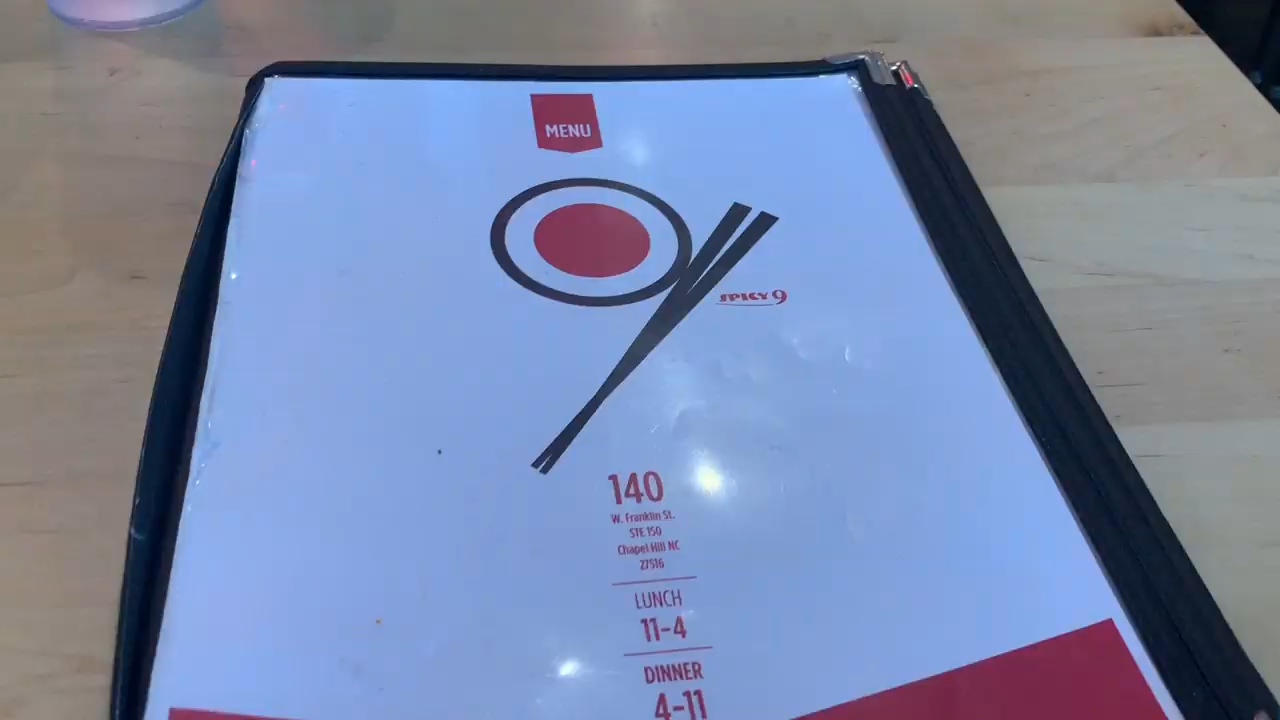 MENU
SPICY 9
140
W. Franklin St.
STE 150
Chapel Hill NC
27516
LUNCH
11-4
DINNER
4-11